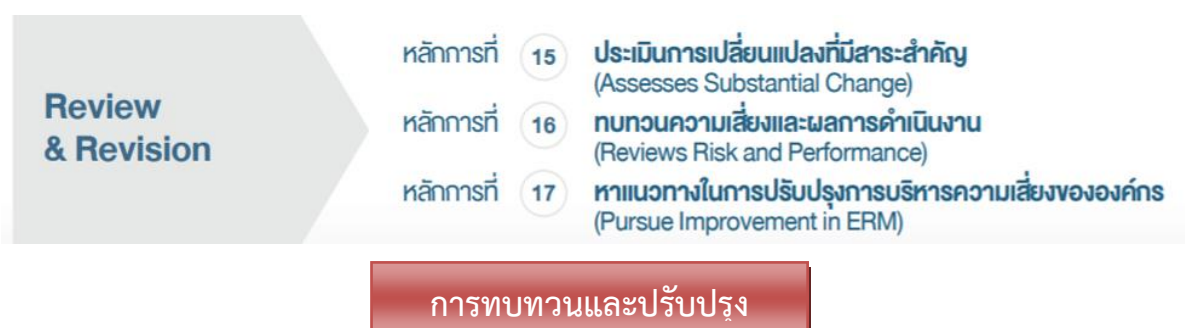 Review
& Revision
หลักการที่ 15 ประเมินการเปลี่ยนแปลงที่มีสาระสำคัญ
(Assesses Substantial Change)
หลักการที่ 16 ทบทวนความเสี่ยงและผลการดำเนินงาน
(Reviews Risk and Performance)
หลักการที่ 17 หาแนวทางในการปรับปรุงการบริหารความเสี่ยงขององค์กร
(Pursue Improvement in ERM)
การทบทวนและปรับปรุง